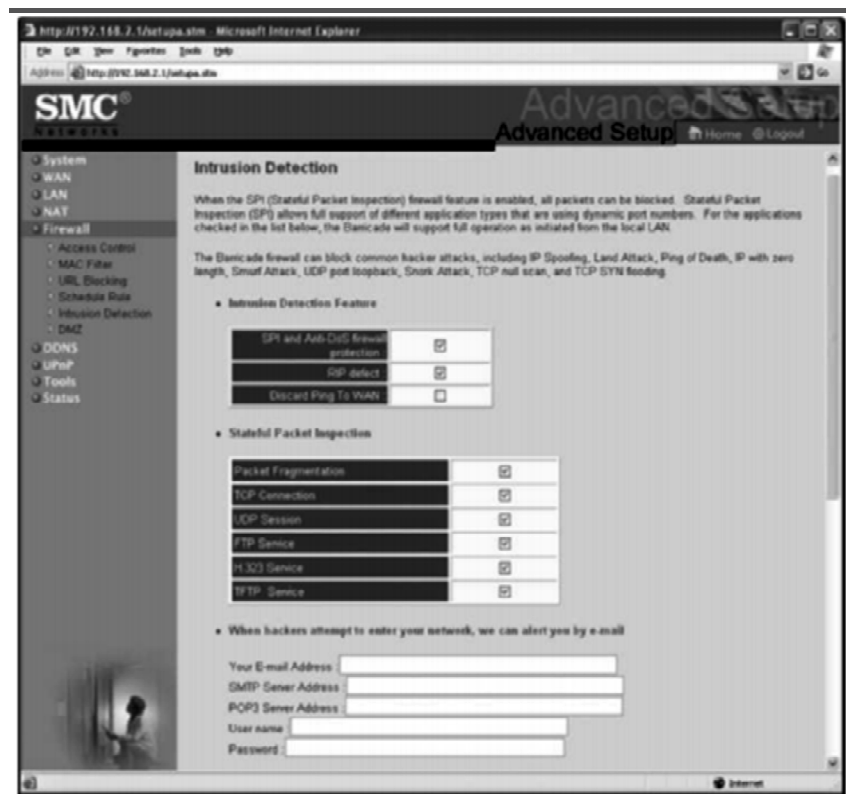 http://192.168.2.1/setupa.stm - Microsoft Internet Explorer
File Edit View Favorites Tools Help
Address http://192.168.2.1/setupa.stm Go
SMC®
Networks
Advanced Setup
Advanced Setup Home Logout
System
WAN
LAN
NAT
Firewall
Access Control
MAC Filter
URL Blocking
Schedule Rule
Intrusion Detection
DMZ
DDNS
UPnP
Tools
Status
Intrusion Detection
When the SPI (Stateful Packet Inspection) firewall feature is enabled, all packets can be blocked. Stateful Packet
Inspection (SPI) allows full support of different application types that are using dynamic port numbers. For the applications
checked in the list below, the Barricade will support full operation as initiated from the local LAN.
The Barricade firewall can block common hacker attacks, including IP Spoofing, Land Attack, Ping of Death, IP with zero
length, Smurf Attack, UDP port loopback, Snork Attack, TCP null scan, and TCP SYN flooding.
• Intrusion Detection Feature
SPI and Anti-DoS firewall
protection
RIP defect
Discard Ping To WAN
• Stateful Packet Inspection
Packet Fragmentation
TCP Connection
UDP Session
FTP Service
H.323 Service
TFTP Service
• When hackers attempt to enter your network, we can alert you by e-mail
Your E-mail Address :
SMTP Server Address :
POP3 Server Address :
User name :
Password :
Internet